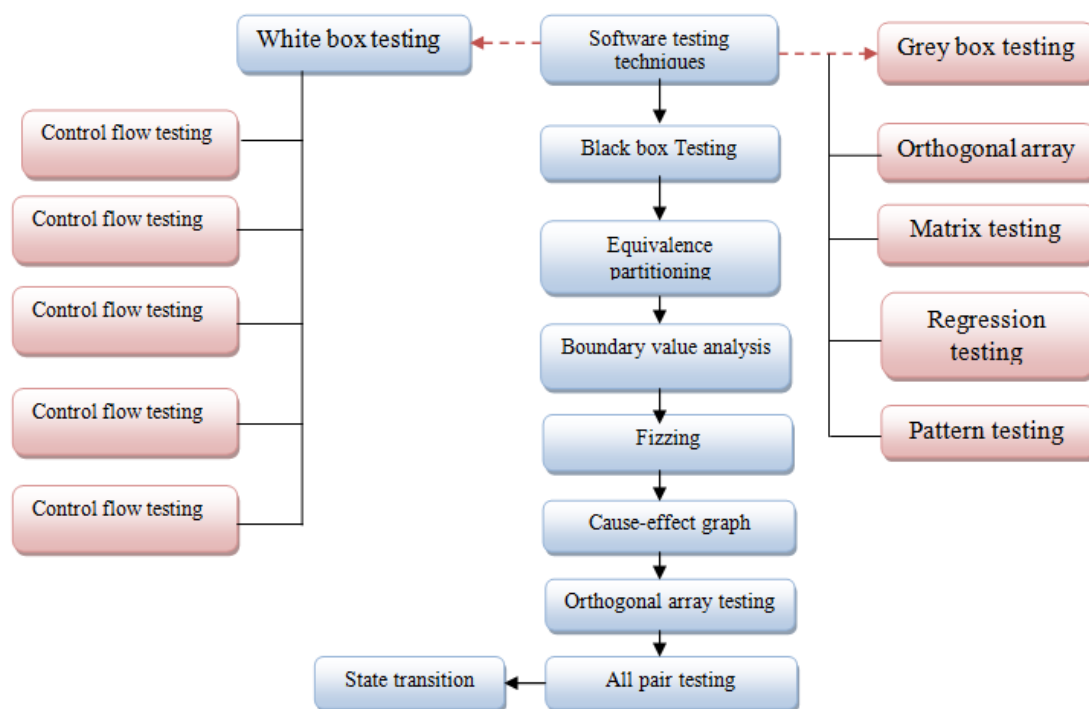 White box testing
Software testing
techniques
Grey box testing
Control flow testing
Control flow testing
Control flow testing
Control flow testing
Control flow testing
Black box Testing
Equivalence
partitioning
Boundary value analysis
Fizzing
Cause-effect graph
Orthogonal array testing
All pair testing
State transition
Orthogonal array
Matrix testing
Regression
testing
Pattern testing